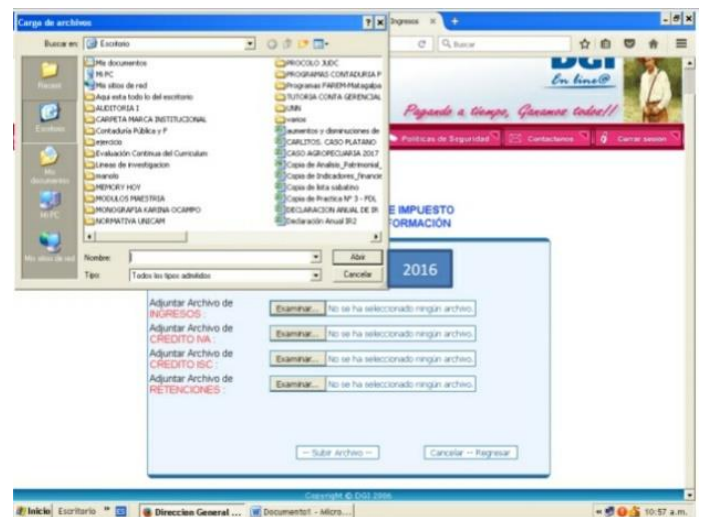 Carga de archivos
Ingresos
Buscar en:
Escritorio
Buscar
Recent
Escritorio
Mis documentos
Mi PC
Mis sitios de red
Mis documentos
Mi PC
Mis sitios de red
Aqui esta todo lo del escritorio
AUDITORIA I
CARPETA MARCA INSTITUCIONAL
Contaduría Pública y F
ejercicio
Evaluación Continua del Curriculum
Lineas de investigacion
manolo
MEMORY HOY
MODULOS MAESTRIA
MONOGRAFIA KARINA OCAMPO
NORMATIVA UNICAM
PROCOLO JUDC
PROGRAMAS CONTADURIA P
Programas FAREM-Matagalpa
TUTORIA CONTA GERENCIAL
UNN
varios
aumentos y disminuciones de
CARLITOS. CASO PLATANO
CASO AGROPECUARIA 2017
Copia de Analisis_Patrimonial_
Copia de Indicadores_financie
Copia de lista sabatino
Copia de Practica N° 3 - FDL
DECLARACION ANUAL DE IR
Declaración Anual IR2
Nombre:
Abrir
Tipo:
Todos los tipos admitidos
Cancelar
DGI
On line@
Pagando a tiempo, Ganamos todos!!
Políticas de Seguridad
Contactenos
Cerrar sesion
E IMPUESTO
FORMACIÓN
2016
Adjuntar Archivo de
INGRESOS :
Examinar... No se ha seleccionado ningún archivo.
Adjuntar Archivo de
CREDITO IVA :
Examinar... No se ha seleccionado ningún archivo.
Adjuntar Archivo de
CREDITO ISC :
Examinar... No se ha seleccionado ningún archivo.
Adjuntar Archivo de
RETENCIONES :
Examinar... No se ha seleccionado ningún archivo.
-- Subir Archivo --
Cancelar -- Regresar
Copyright © DGI 2006
Inicio
Escritorio
Direccion General ...
Documento1 - Micro...
10:57 a.m.